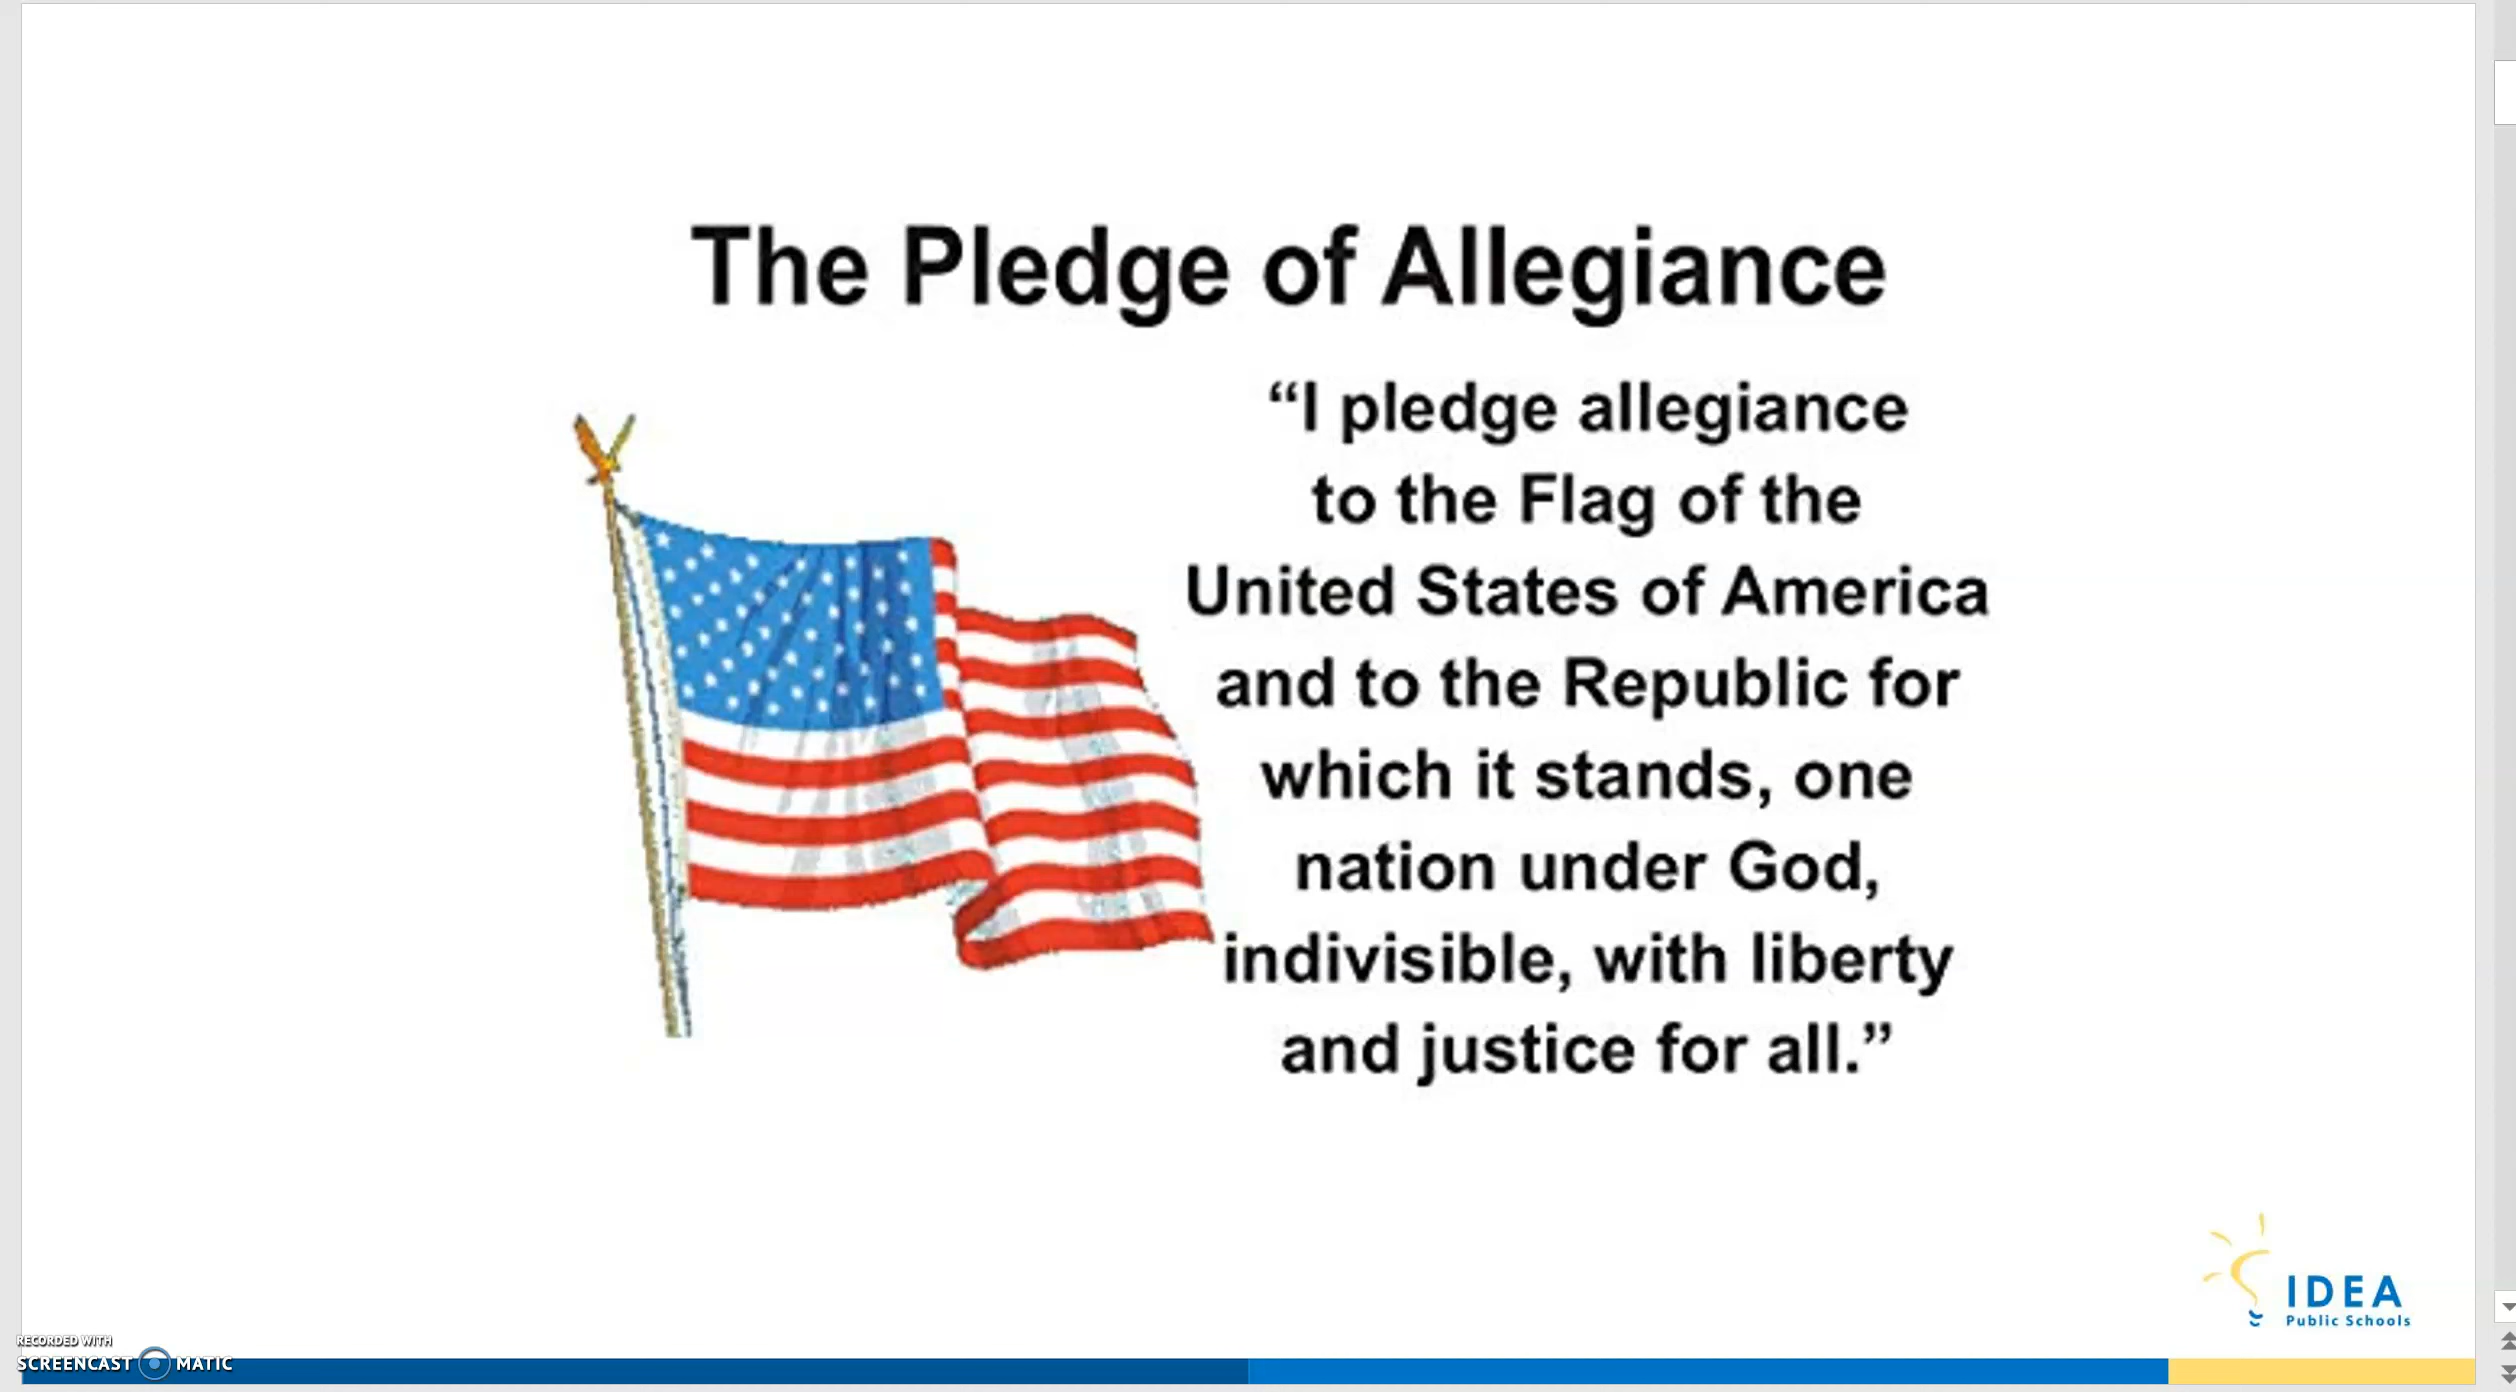 The Pledge of Allegiance
“I pledge allegiance
to the Flag of the
United States of America
and to the Republic for
which it stands, one
nation under God,
indivisible, with liberty
and justice for all.”
IDEA
Public Schools
RECORDED WITH
SCREENCAST MATIC